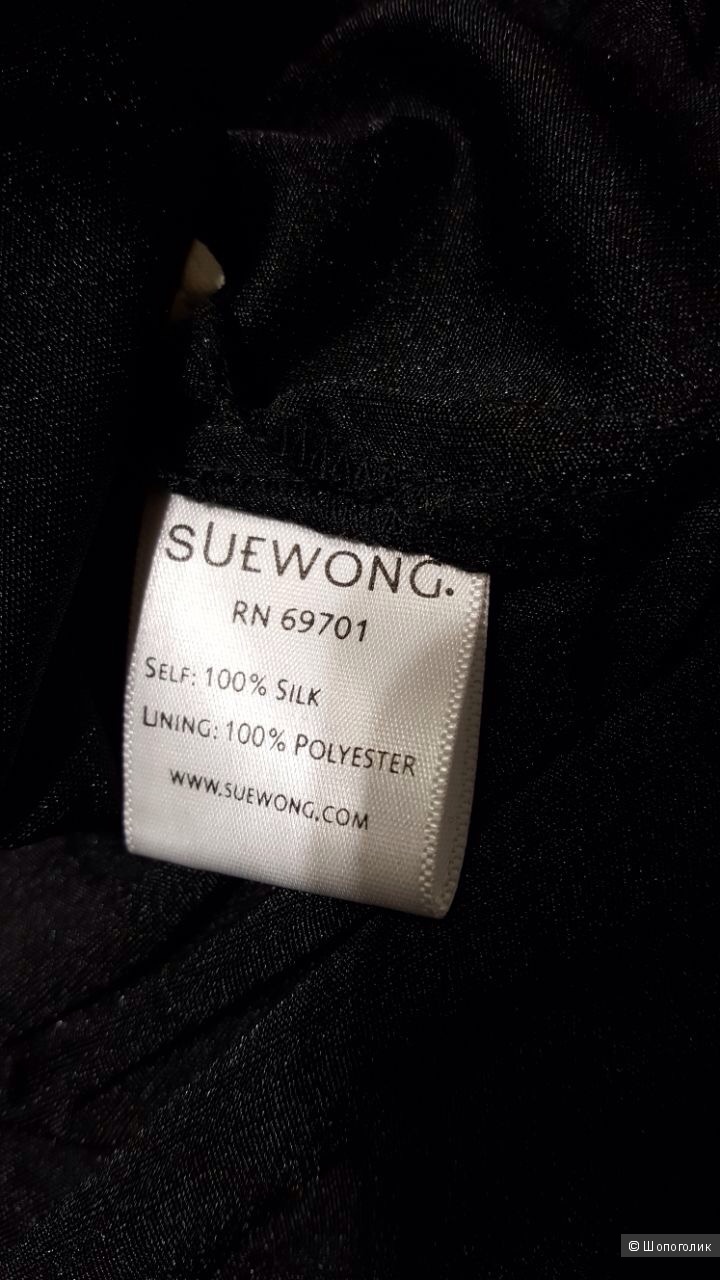 SUEWONG.
RN 69701
SELF: 100% SILK
LINING: 100% POLYESTER
WWW.SUEWONG.COM
© Шопоголик